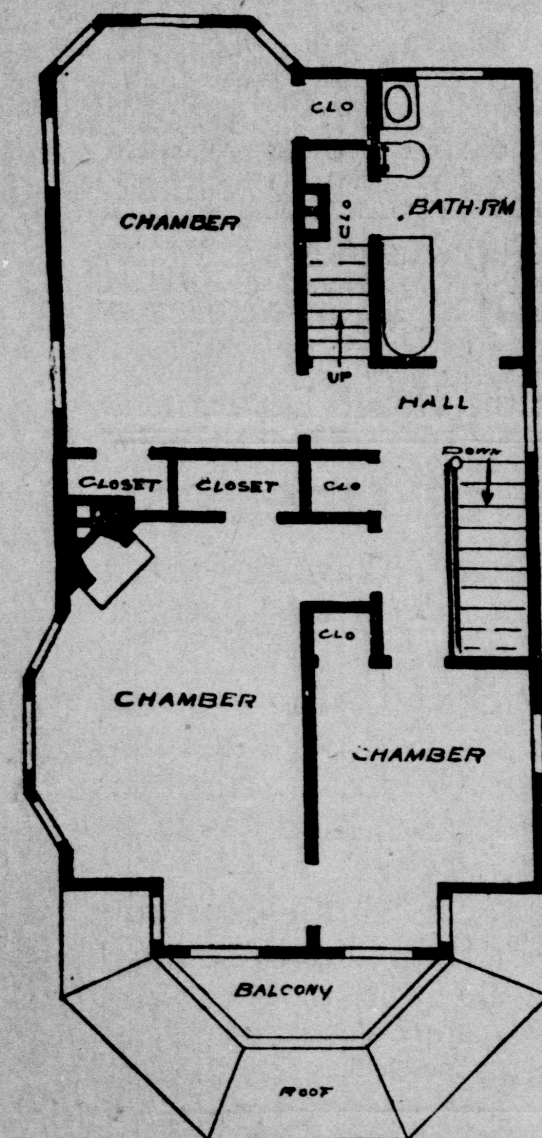 CLO
CHAMBER
CLO
BATH-RM
UP
HALL
DOWN
CLOSET
CLOSET
CLO
CLO
CHAMBER
CHAMBER
BALCONY
ROOF